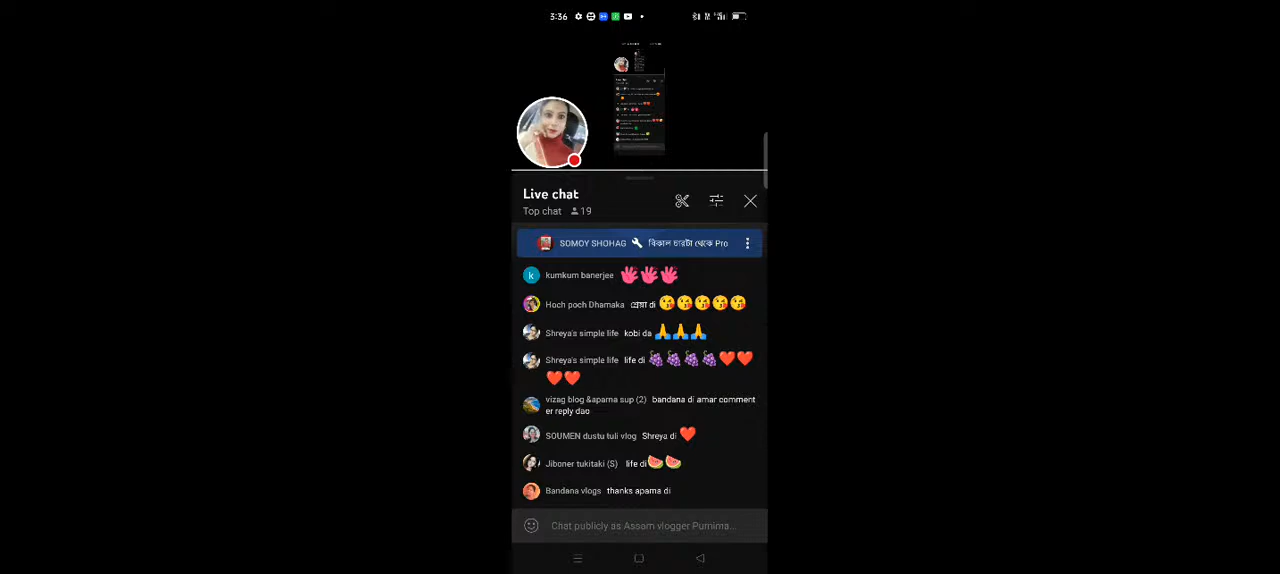 3:36
Live chat
Top chat 19
SOMOY SHOHAG বিকাল চারটা থেকে Pro
k kumkum banerjee
Hoch poch Dhamaka শ্রেয়া di 😘😘😘😘😘
Shreya's simple life kobi da 🙏🙏🙏
Shreya's simple life life di 🍇🍇🍇🍇❤️❤️
❤️❤️
vizag blog &aparna sup (2) bandana di amar comment
er reply dao
SOUMEN dustu tuli vlog Shreya di ❤️
Jiboner tukitaki (S) life di🍉🍉
Bandana vlogs thanks aparna di
Chat publicly as Assam vlogger Purnima...